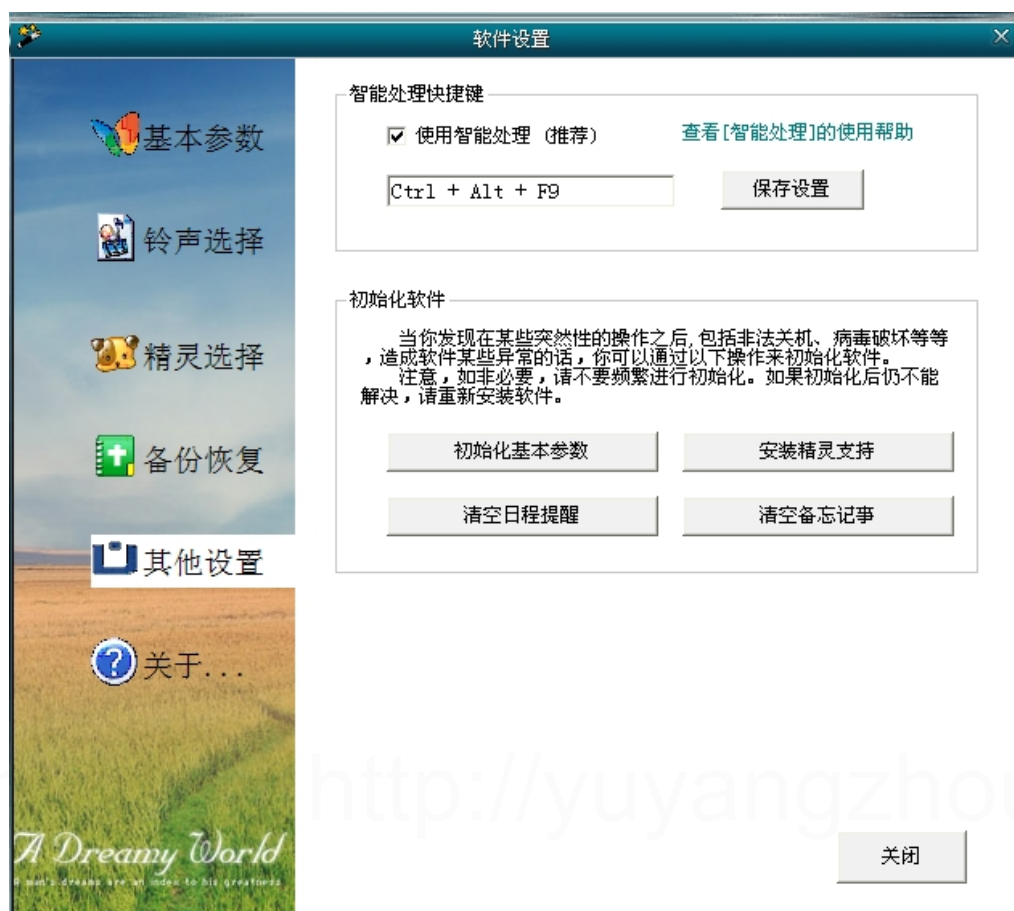 软件设置
基本参数
铃声选择
精灵选择
备份恢复
其他设置
关于...
A Dreamy World
A man's dreams are an index to his greatness
智能处理快捷键
使用智能处理 (推荐)
查看[智能处理]的使用帮助
Ctrl + Alt + F9
保存设置
初始化软件
当你发现在某些突然性的操作之后,包括非法关机、病毒破坏等等
，造成软件某些异常的话，你可以通过以下操作来初始化软件。
注意，如非必要，请不要频繁进行初始化。如果初始化后仍不能
解决，请重新安装软件。
初始化基本参数
安装精灵支持
清空日程提醒
清空备忘记事
http://yuyangzhou
关闭